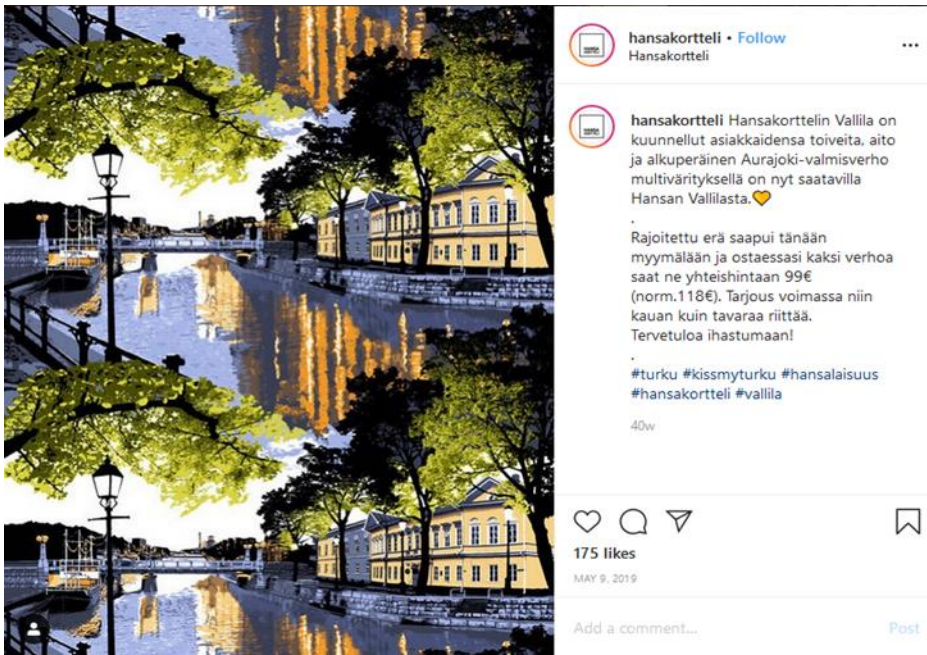 hansakortteli • Follow
Hansakortteli
hansakortteli Hansakorttelin Vallila on
kuunnellut asiakkaidensa toiveita, aito
ja alkuperäinen Aurajoki-valmisverho
multivärityksellä on nyt saatavilla
Hansan Vallilasta.🧡
.
Rajoitettu erä saapui tänään
myymälään ja ostaessasi kaksi verhoa
saat ne yhteishintaan 99€
(norm.118€). Tarjous voimassa niin
kauan kuin tavaraa riittää.
Tervetuloa ihastumaan!
.
#turku #kissmyturku #hansalaisuus
#hansakortteli #vallila
40w
175 likes
MAY 9, 2019
Add a comment...
Post